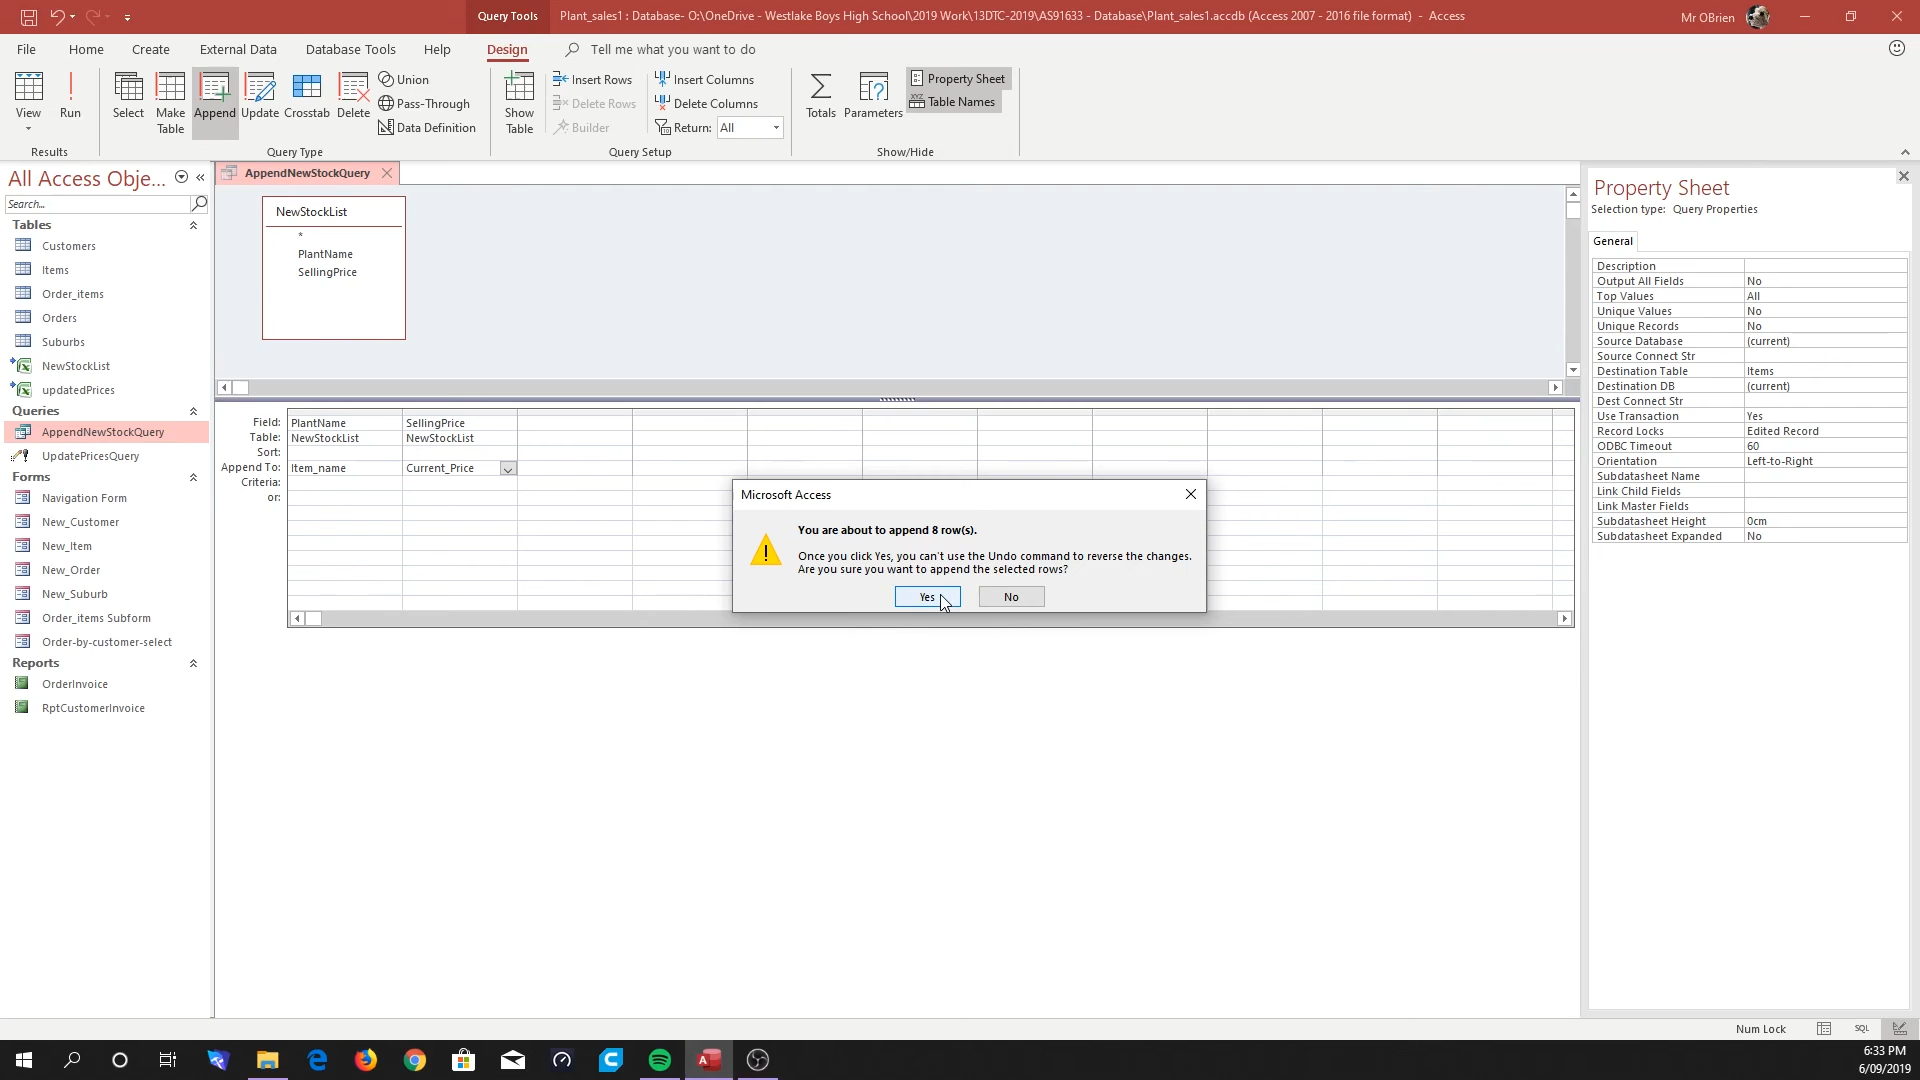 Query Tools
Plant_sales1 : Database- O:\OneDrive - Westlake Boys High School\2019 Work\13DTC-2019\AS91633 - Database\Plant_sales1.accdb (Access 2007 - 2016 file format) - Access
Mr OBrien
File Home Create External Data Database Tools Help Design Tell me what you want to do
View
Run
Select
Make Table
Append
Update
Crosstab
Delete
Union
Pass-Through
Data Definition
Show Table
Insert Rows
Delete Rows
Builder
Insert Columns
Delete Columns
Return: All
Totals
Parameters
Property Sheet
XYZ Table Names
Results
Query Type
Query Setup
Show/Hide
All Access Obje...
Search...
Tables
Customers
Items
Order_items
Orders
Suburbs
NewStockList
updatedPrices
Queries
AppendNewStockQuery
UpdatePricesQuery
Forms
Navigation Form
New_Customer
New_Item
New_Order
New_Suburb
Order_items Subform
Order-by-customer-select
Reports
OrderInvoice
RptCustomerInvoice
AppendNewStockQuery
NewStockList
*
PlantName
SellingPrice
Field: PlantName SellingPrice
Table: NewStockList NewStockList
Sort:
Append To: Item_name Current_Price
Criteria:
or:
Microsoft Access
You are about to append 8 row(s).
Once you click Yes, you can't use the Undo command to reverse the changes.
Are you sure you want to append the selected rows?
Yes No
Property Sheet
Selection type: Query Properties
General
Description
Output All Fields No
Top Values All
Unique Values No
Unique Records No
Source Database (current)
Source Connect Str
Destination Table Items
Destination DB (current)
Dest Connect Str
Use Transaction Yes
Record Locks Edited Record
ODBC Timeout 60
Orientation Left-to-Right
Subdatasheet Name
Link Child Fields
Link Master Fields
Subdatasheet Height 0cm
Subdatasheet Expanded No
Num Lock
SQL
6:33 PM
6/09/2019